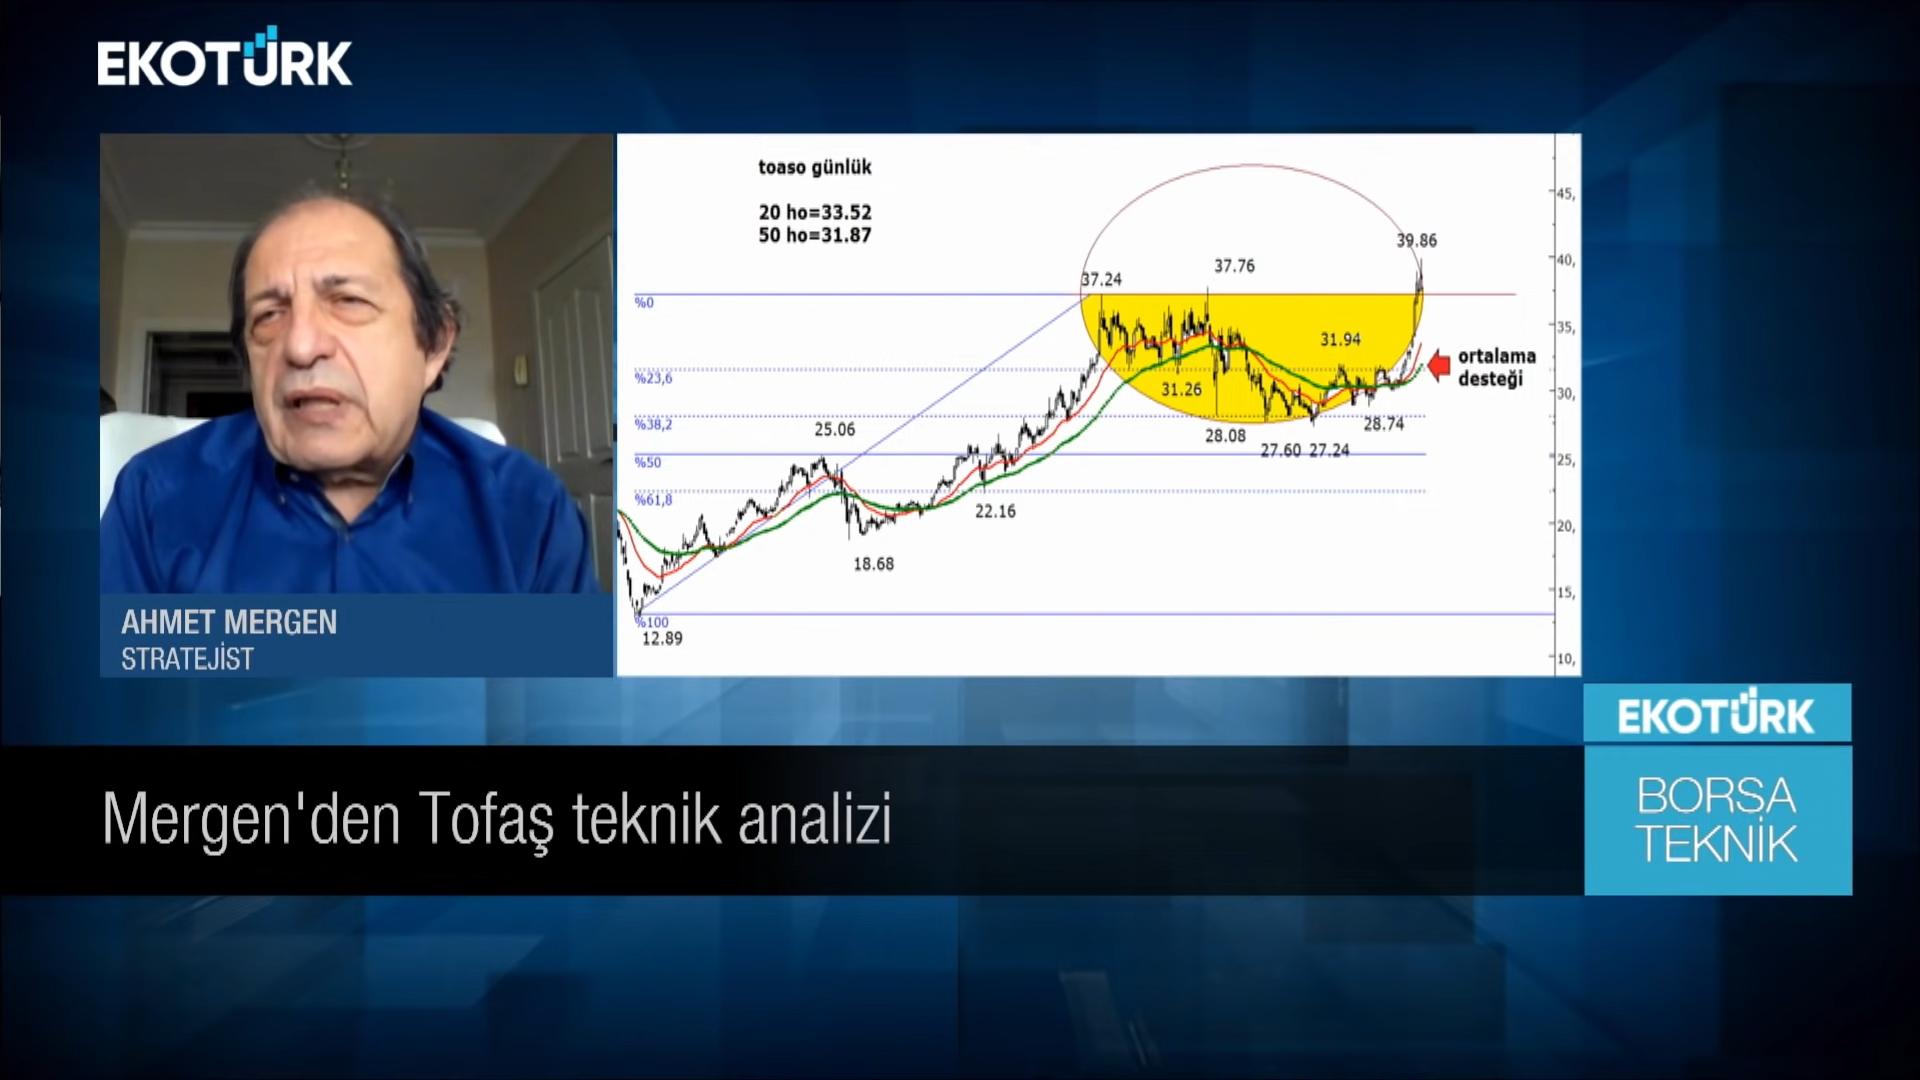 EKOTÜRK
AHMET MERGEN
STRATEJİST
toaso günlük
20 ho=33.52
50 ho=31.87
39.86
37.24
37.76
%0
31.94
ortalama
desteği
%23,6
31.26
%38,2
28.74
25.06
28.08
27.60
27.24
%50
%61,8
22.16
18.68
%100
12.89
45,
40,
35,
30,
25,
20,
15,
10,
EKOTÜRK
BORSA
TEKNİK
Mergen'den Tofaş teknik analizi